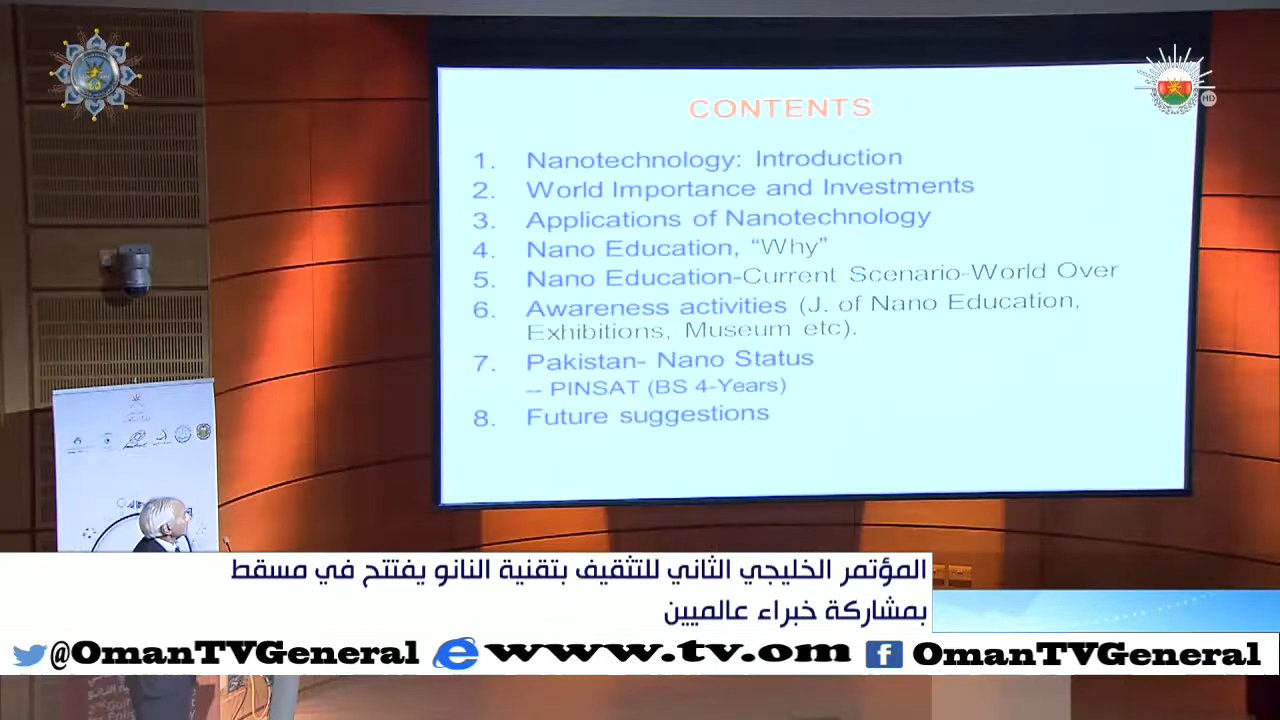 CONTENTS
1. Nanotechnology: Introduction
2. World Importance and Investments
3. Applications of Nanotechnology
4. Nano Education, “Why”
5. Nano Education-Current Scenario-World Over
6. Awareness activities (J. of Nano Education,
Exhibitions, Museum etc).
7. Pakistan- Nano Status
-- PINSAT (BS 4-Years)
8. Future suggestions
HD
المؤتمر الخليجي الثاني للتثقيف بتقنية النانو يفتتح في مسقط
بمشاركة خبراء عالميين
@OmanTVGeneral www.tv.om OmanTVGeneral
2nd Gulf